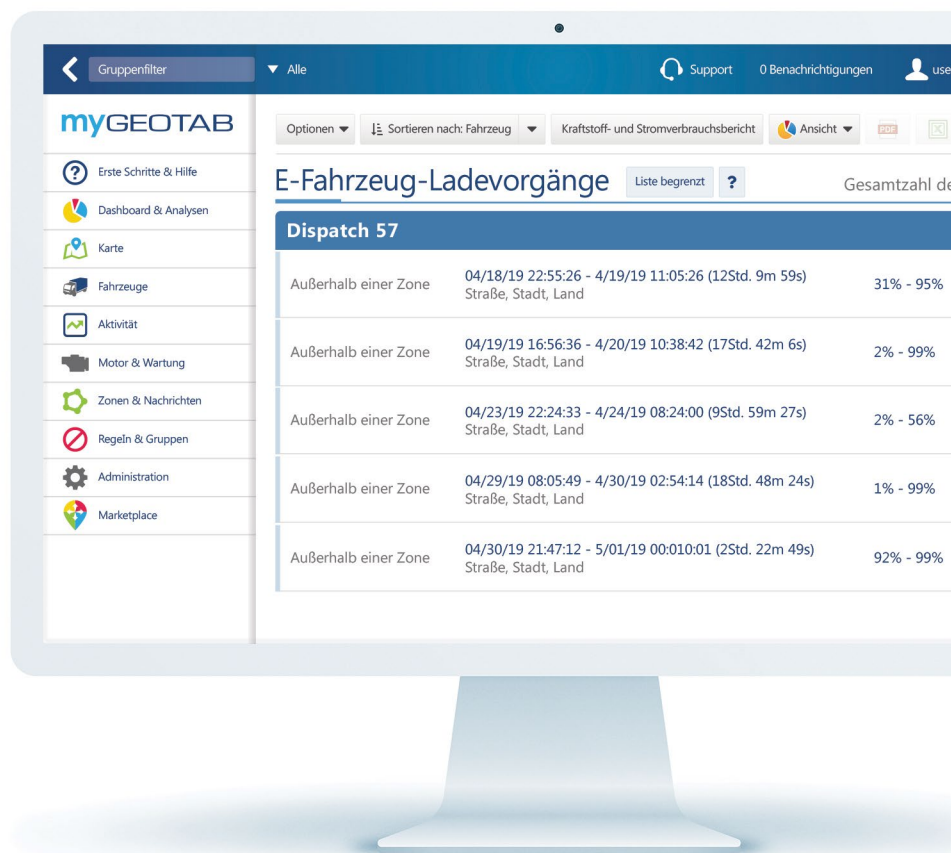 Gruppenfilter
Alle
Support
0 Benachrichtigungen
use
myGEOTAB
Optionen
Sortieren nach: Fahrzeug
Kraftstoff- und Stromverbrauchsbericht
Ansicht
PDF
Erste Schritte & Hilfe
Dashboard & Analysen
Karte
Fahrzeuge
Aktivität
Motor & Wartung
Zonen & Nachrichten
Regeln & Gruppen
Administration
Marketplace
E-Fahrzeug-Ladevorgänge
Liste begrenzt
?
Gesamtzahl de
Dispatch 57
Außerhalb einer Zone
04/18/19 22:55:26 - 4/19/19 11:05:26 (12Std. 9m 59s)
Straße, Stadt, Land
31% - 95%
Außerhalb einer Zone
04/19/19 16:56:36 - 4/20/19 10:38:42 (17Std. 42m 6s)
Straße, Stadt, Land
2% - 99%
Außerhalb einer Zone
04/23/19 22:24:33 - 4/24/19 08:24:00 (9Std. 59m 27s)
Straße, Stadt, Land
2% - 56%
Außerhalb einer Zone
04/29/19 08:05:49 - 4/30/19 02:54:14 (18Std. 48m 24s)
Straße, Stadt, Land
1% - 99%
Außerhalb einer Zone
04/30/19 21:47:12 - 5/01/19 00:010:01 (2Std. 22m 49s)
Straße, Stadt, Land
92% - 99%